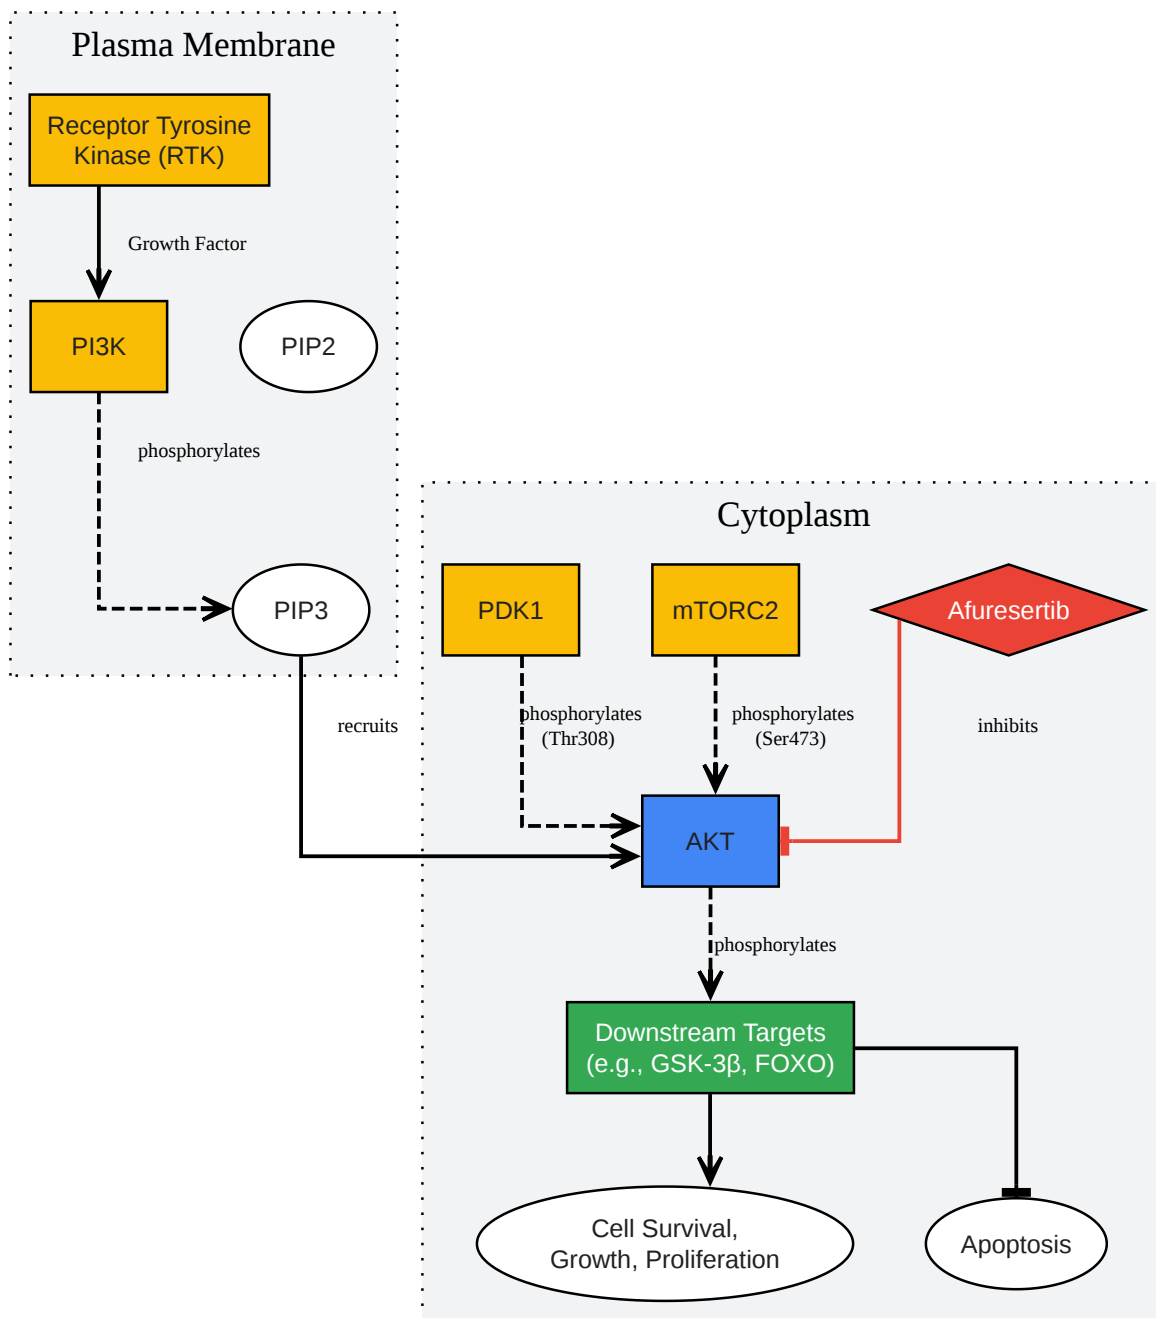 Plasma Membrane
Receptor Tyrosine
Kinase (RTK)
Growth Factor
PI3K
PIP2
phosphorylates
PIP3
recruits
Cytoplasm
PDK1
mTORC2
Afuresertib
phosphorylates
(Thr308)
phosphorylates
(Ser473)
inhibits
AKT
phosphorylates
Downstream Targets
(e.g., GSK-3β, FOXO)
Cell Survival,
Growth, Proliferation
Apoptosis